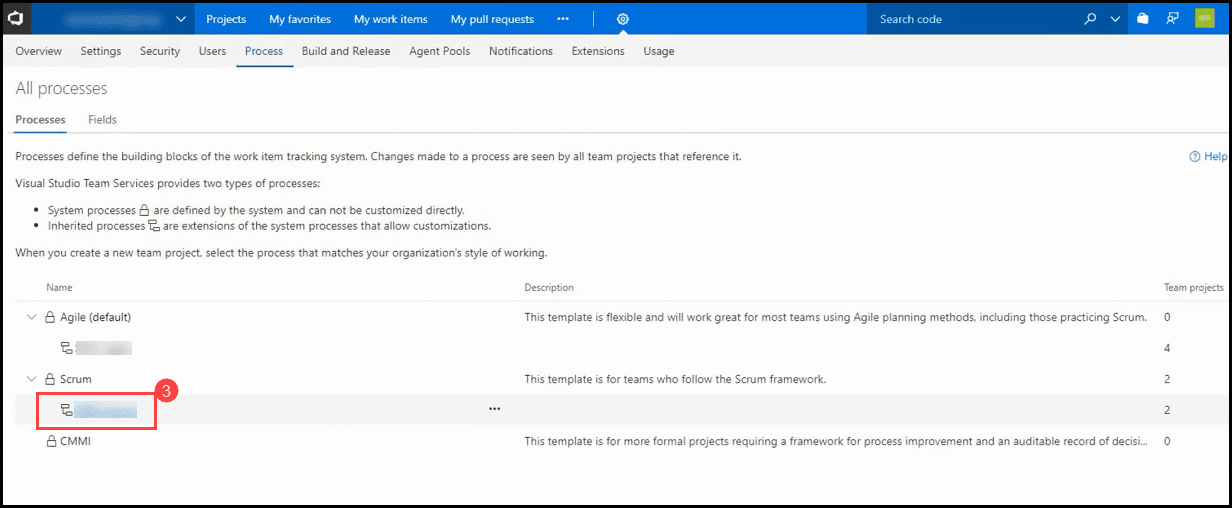 Projects My favorites My work items My pull requests ... Search code
Overview Settings Security Users Process Build and Release Agent Pools Notifications Extensions Usage
All processes
Processes Fields
Processes define the building blocks of the work item tracking system. Changes made to a process are seen by all team projects that reference it.
Help
Visual Studio Team Services provides two types of processes:
• System processes are defined by the system and can not be customized directly.
• Inherited processes are extensions of the system processes that allow customizations.
When you create a new team project, select the process that matches your organization's style of working.
Name Description Team projects
Agile (default) This template is flexible and will work great for most teams using Agile planning methods, including those practicing Scrum. 0
4
Scrum This template is for teams who follow the Scrum framework. 2
3
... 2
CMMI This template is for more formal projects requiring a framework for process improvement and an auditable record of decisi... 0